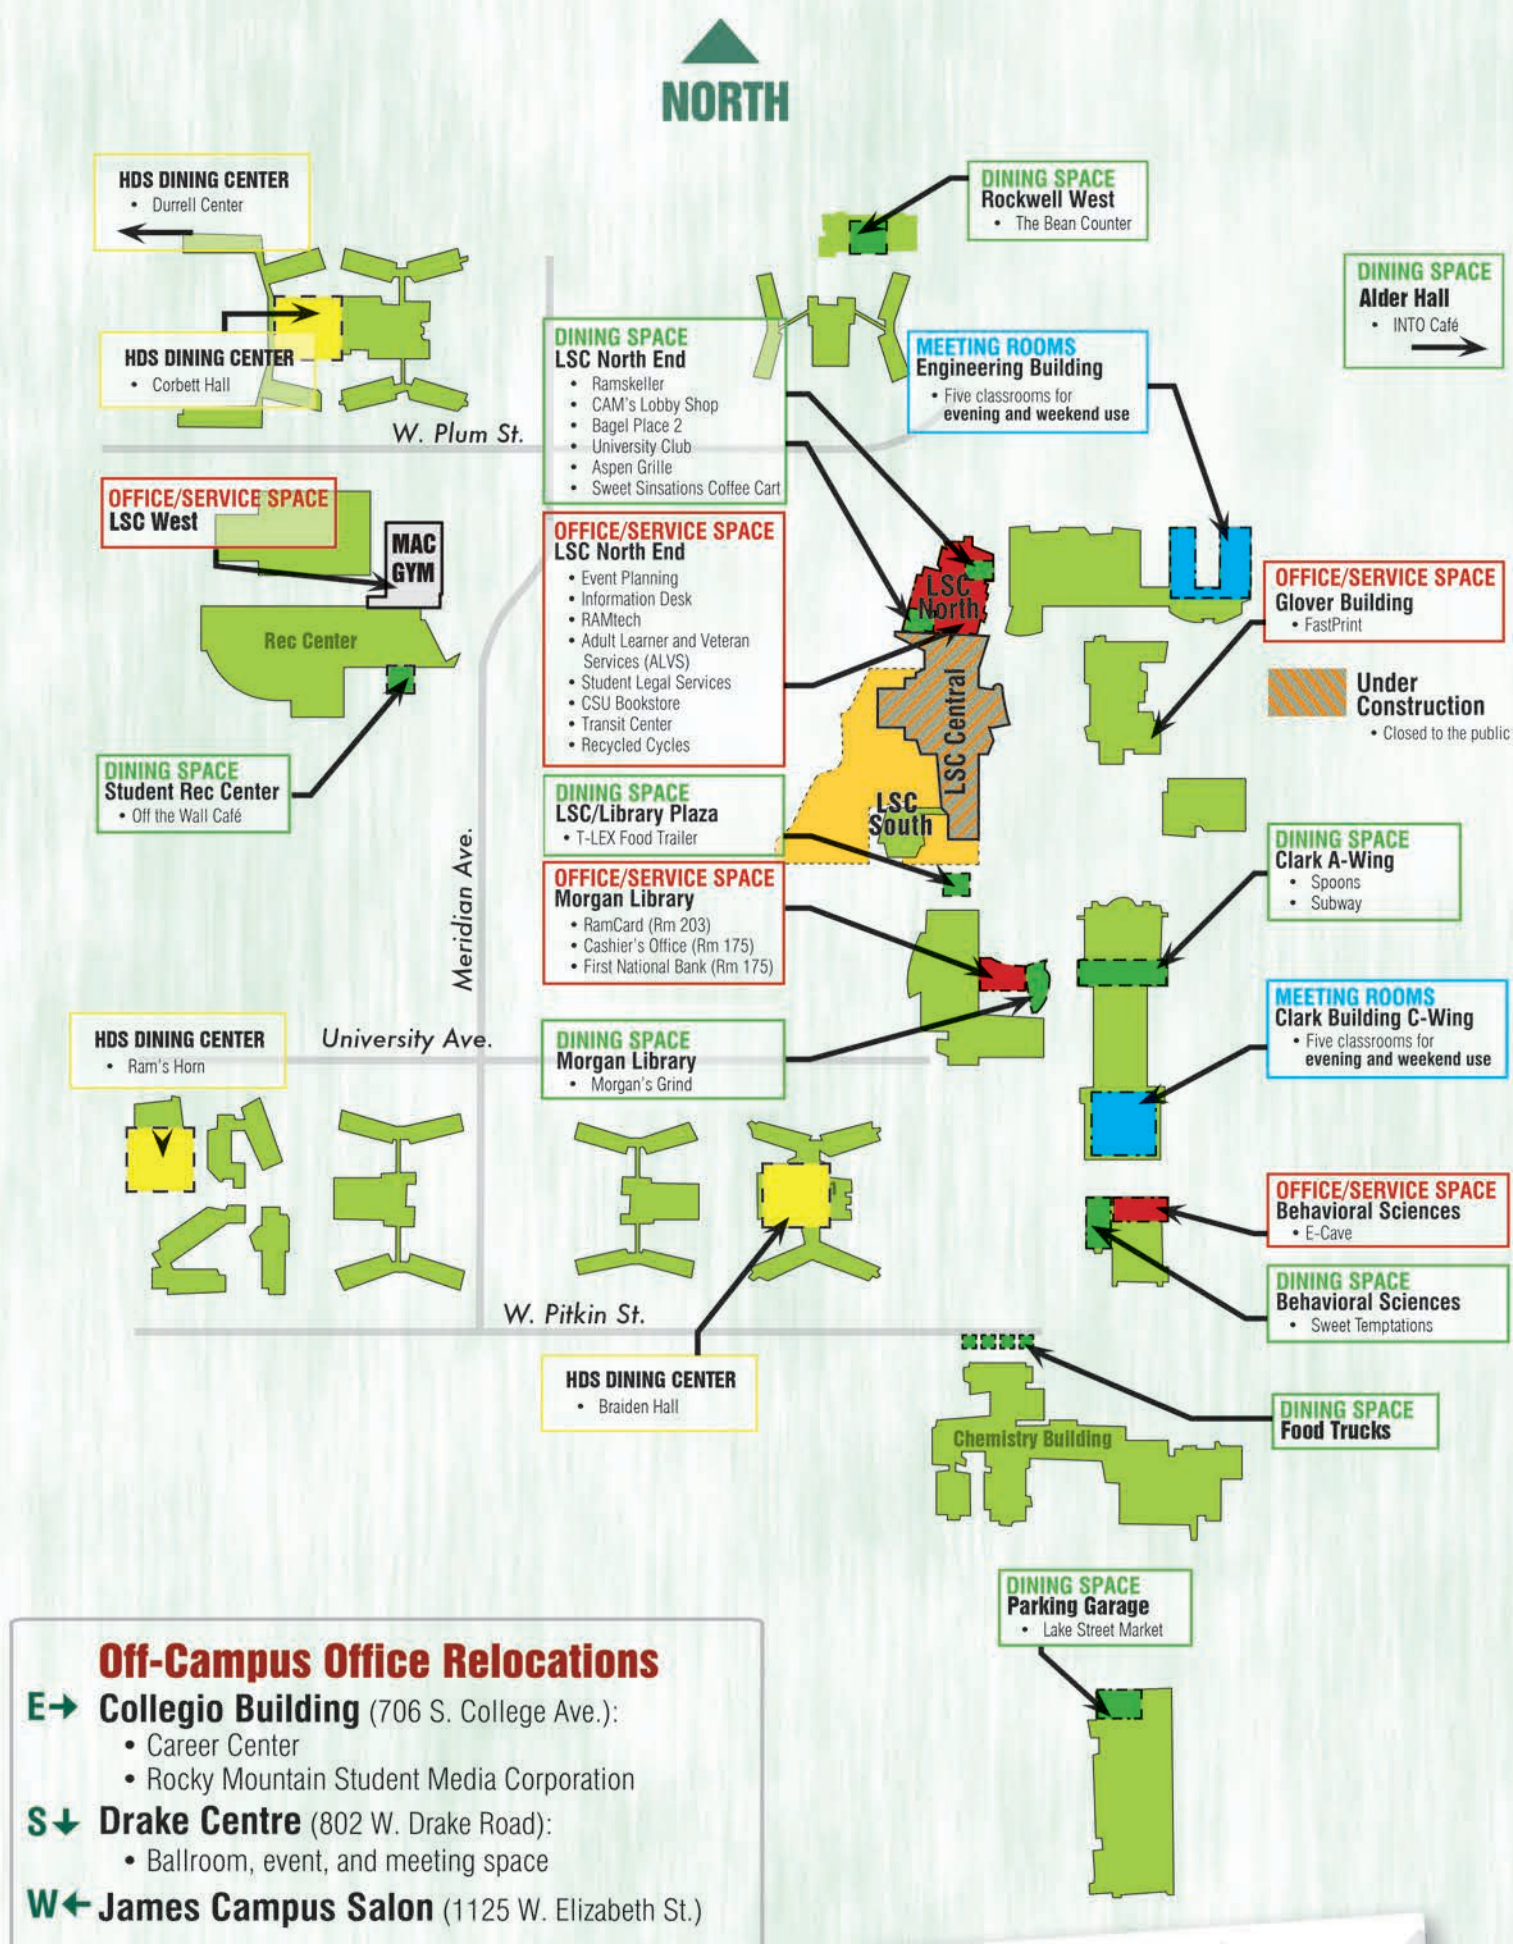 NORTH
HDS DINING CENTER
• Durrell Center
HDS DINING CENTER
• Corbett Hall
W. Plum St.
OFFICE/SERVICE SPACE
LSC West
MAC
GYM
Rec Center
DINING SPACE
Student Rec Center
• Off the Wall Café
Meridian Ave.
HDS DINING CENTER
• Ram's Horn
University Ave.
DINING SPACE
LSC North End
• Ramskeller
• CAM's Lobby Shop
• Bagel Place 2
• University Club
• Aspen Grille
• Sweet Sinsations Coffee Cart
OFFICE/SERVICE SPACE
LSC North End
• Event Planning
• Information Desk
• RAMtech
• Adult Learner and Veteran
Services (ALVS)
• Student Legal Services
• CSU Bookstore
• Transit Center
• Recycled Cycles
DINING SPACE
LSC/Library Plaza
• T-LEX Food Trailer
OFFICE/SERVICE SPACE
Morgan Library
• RamCard (Rm 203)
• Cashier's Office (Rm 175)
• First National Bank (Rm 175)
DINING SPACE
Morgan Library
• Morgan's Grind
W. Pitkin St.
HDS DINING CENTER
• Braiden Hall
DINING SPACE
Rockwell West
• The Bean Counter
MEETING ROOMS
Engineering Building
• Five classrooms for
evening and weekend use
LSC
North
LSC Central
LSC
South
DINING SPACE
Alder Hall
• INTO Café
OFFICE/SERVICE SPACE
Glover Building
• FastPrint
Under
Construction
• Closed to the public
DINING SPACE
Clark A-Wing
• Spoons
• Subway
MEETING ROOMS
Clark Building C-Wing
• Five classrooms for
evening and weekend use
OFFICE/SERVICE SPACE
Behavioral Sciences
• E-Cave
DINING SPACE
Behavioral Sciences
• Sweet Temptations
DINING SPACE
Food Trucks
Chemistry Building
DINING SPACE
Parking Garage
• Lake Street Market
Off-Campus Office Relocations
E→ Collegio Building (706 S. College Ave.):
• Career Center
• Rocky Mountain Student Media Corporation
S↓ Drake Centre (802 W. Drake Road):
• Ballroom, event, and meeting space
W← James Campus Salon (1125 W. Elizabeth St.)